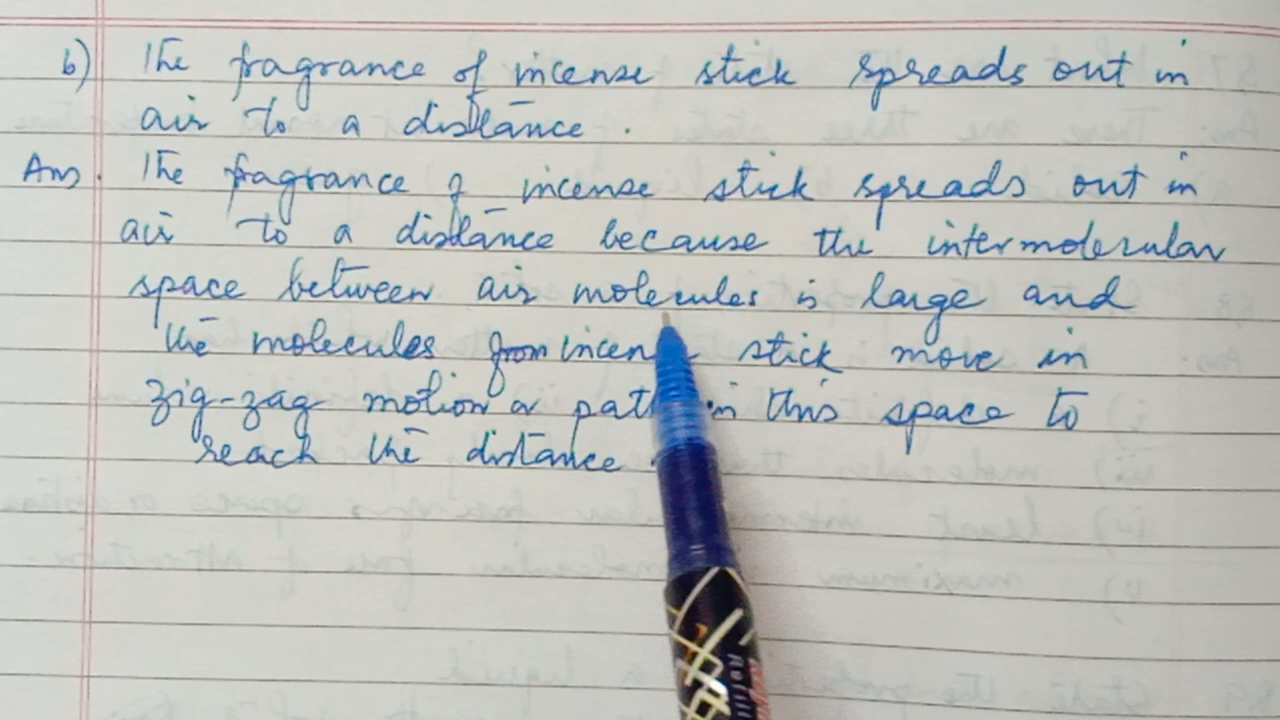 b) The fragrance of incense stick spreads out in
air to a distance.
Ans. The fragrance of incense stick spreads out in
air to a distance because the intermolecular
space between air molecules is large and
the molecules from incense stick move in
zig-zag motion or path in this space to
reach the distance